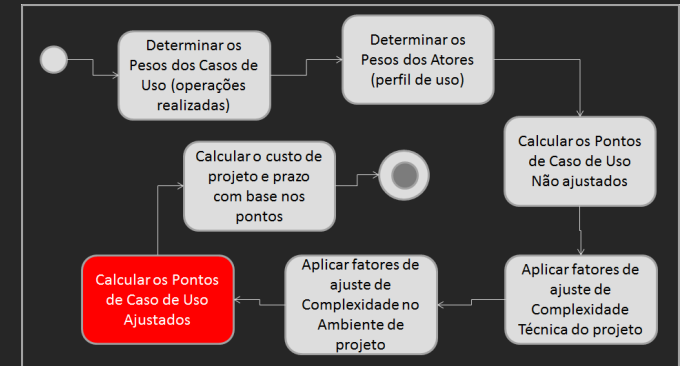 Determinar os
Pesos dos Casos de
Uso (operações
realizadas)
Determinar os
Pesos dos Atores
(perfil de uso)
Calcular os Pontos
de Caso de Uso
Não ajustados
Aplicar fatores de
ajuste de
Complexidade
Técnica do projeto
Aplicar fatores de
ajuste de
Complexidade no
Ambiente de
projeto
Calcular os Pontos
de Caso de Uso
Ajustados
Calcular o custo de
projeto e prazo
com base nos
pontos